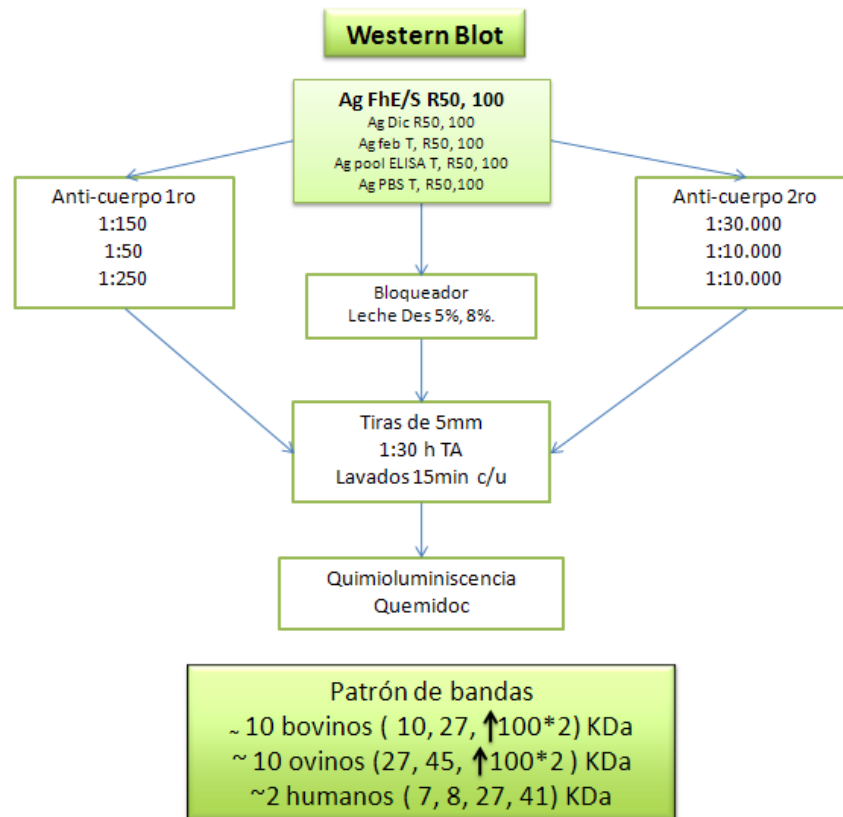 Western Blot
Ag FhE/S R50, 100
Ag Dic R50, 100
Ag feb T, R50, 100
Ag pool ELISA T, R50, 100
Ag PBS T, R50,100
Anti-cuerpo 1ro
1:150
1:50
1:250
Anti-cuerpo 2ro
1:30.000
1:10.000
1:10.000
Bloqueador
Leche Des 5%, 8%.
Tiras de 5mm
1:30 h TA
Lavados 15min c/u
Quimioluminiscencia
Quemidoc
Patrón de bandas
~ 10 bovinos ( 10, 27, ↑100*2) KDa
~ 10 ovinos (27, 45, ↑100*2 ) KDa
~2 humanos ( 7, 8, 27, 41) KDa